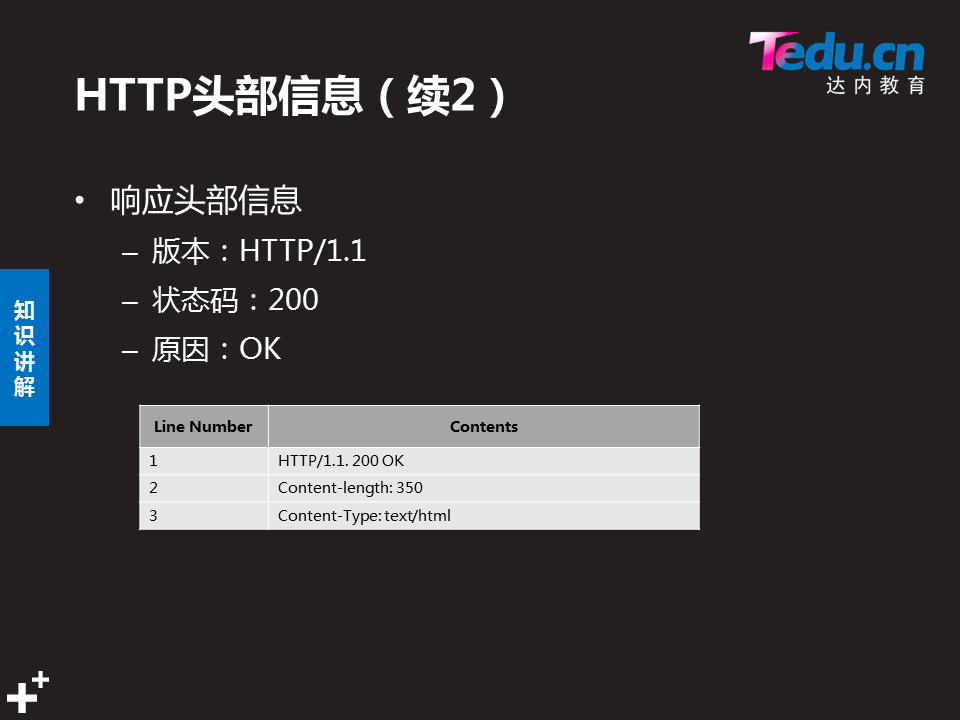 Tedu.cn
达内教育
HTTP头部信息（续2）
• 响应头部信息
– 版本：HTTP/1.1
– 状态码：200
– 原因：OK
知识讲解
Line Number Contents
1 HTTP/1.1. 200 OK
2 Content-length: 350
3 Content-Type: text/html